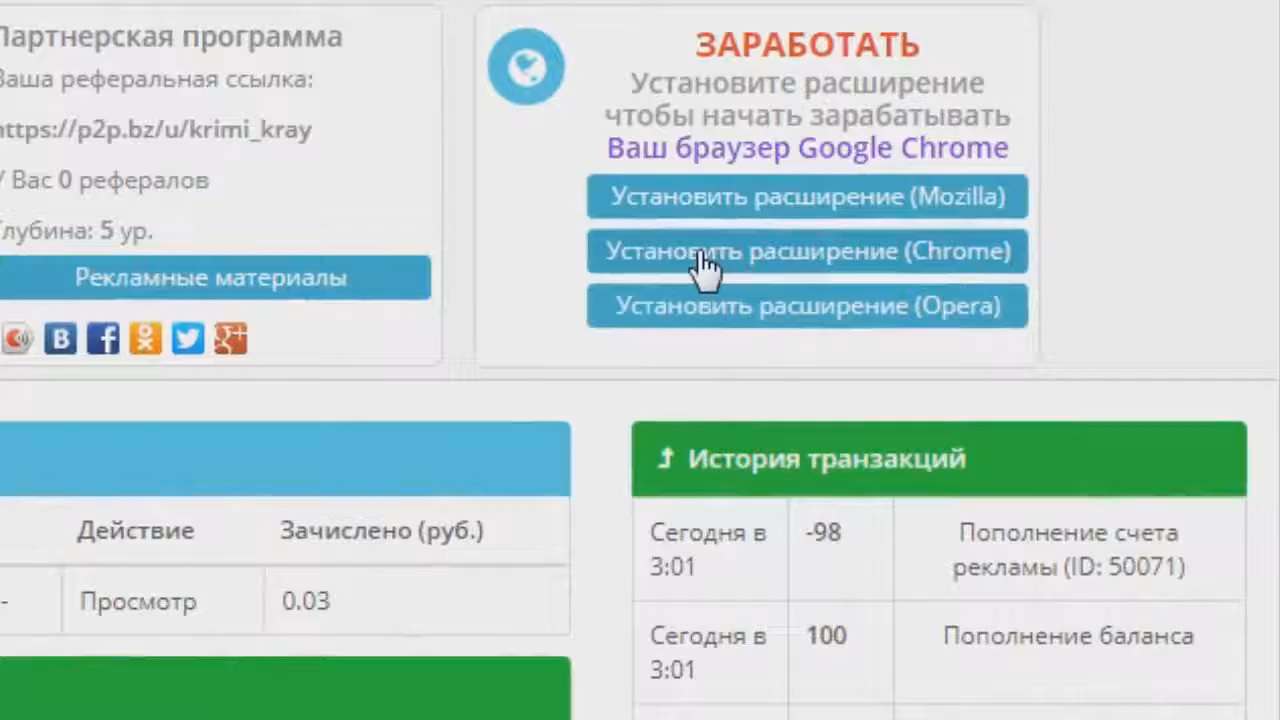 Партнерская программа
Ваша реферальная ссылка:
https://p2p.bz/u/krimi_kray
У Вас 0 рефералов
Глубина: 5 ур.
Рекламные материалы
ЗАРАБОТАТЬ
Установите расширение
чтобы начать зарабатывать
Ваш браузер Google Chrome
Установить расширение (Mozilla)
Установить расширение (Chrome)
Установить расширение (Opera)
Действие
Зачислено (руб.)
-
Просмотр
0.03
История транзакций
Сегодня в
3:01
-98
Пополнение счета
рекламы (ID: 50071)
Сегодня в
3:01
100
Пополнение баланса